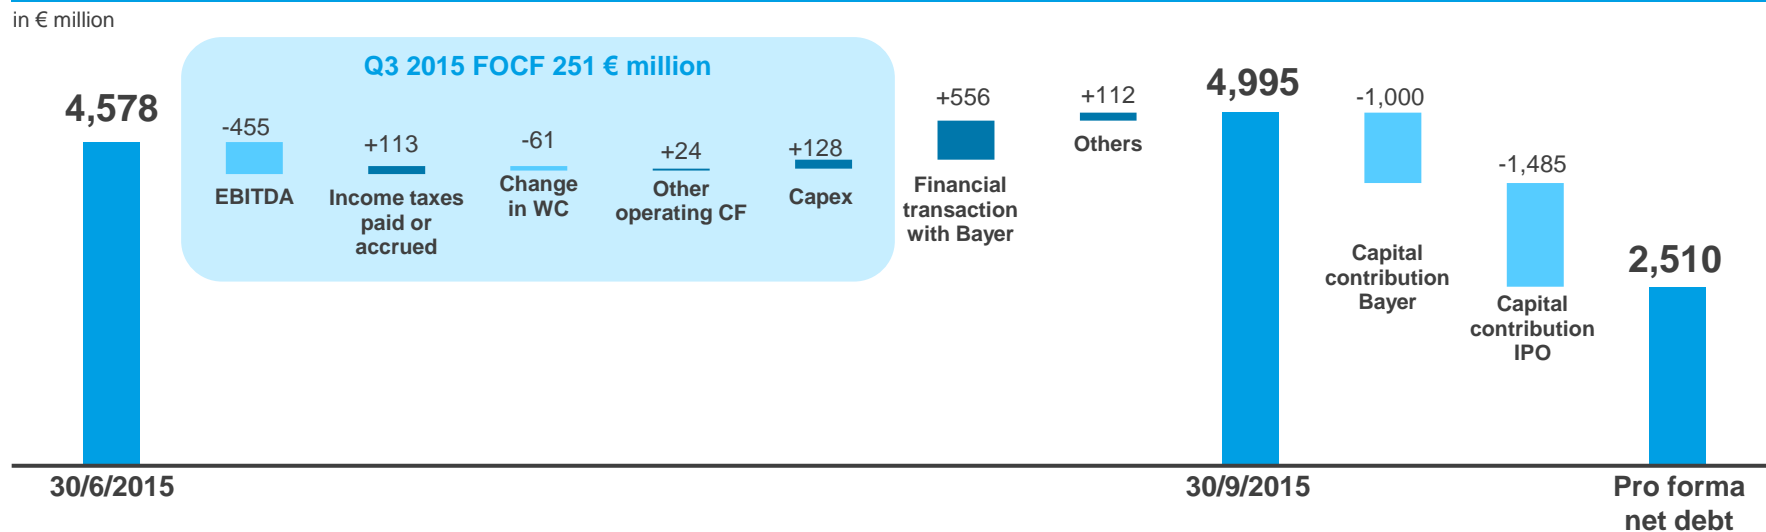 in € million
Q3 2015 FOCF 251 € million
4,578
-455
EBITDA
+113
Income taxes
paid or
accrued
-61
Change
in WC
+24
Other
operating CF
+128
Capex
+556
Financial
transaction
with Bayer
+112
Others
4,995
-1,000
Capital
contribution
Bayer
-1,485
Capital
contribution
IPO
2,510
30/6/2015
30/9/2015
Pro forma
net debt